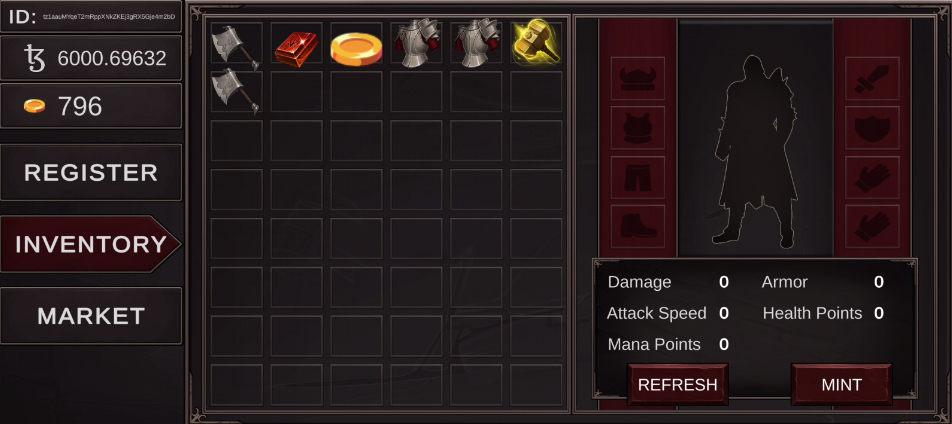 ID:
6000.69632
796
REGISTER
INVENTORY
MARKET
Damage 0 Armor 0
Attack Speed 0 Health Points 0
Mana Points 0
REFRESH MINT